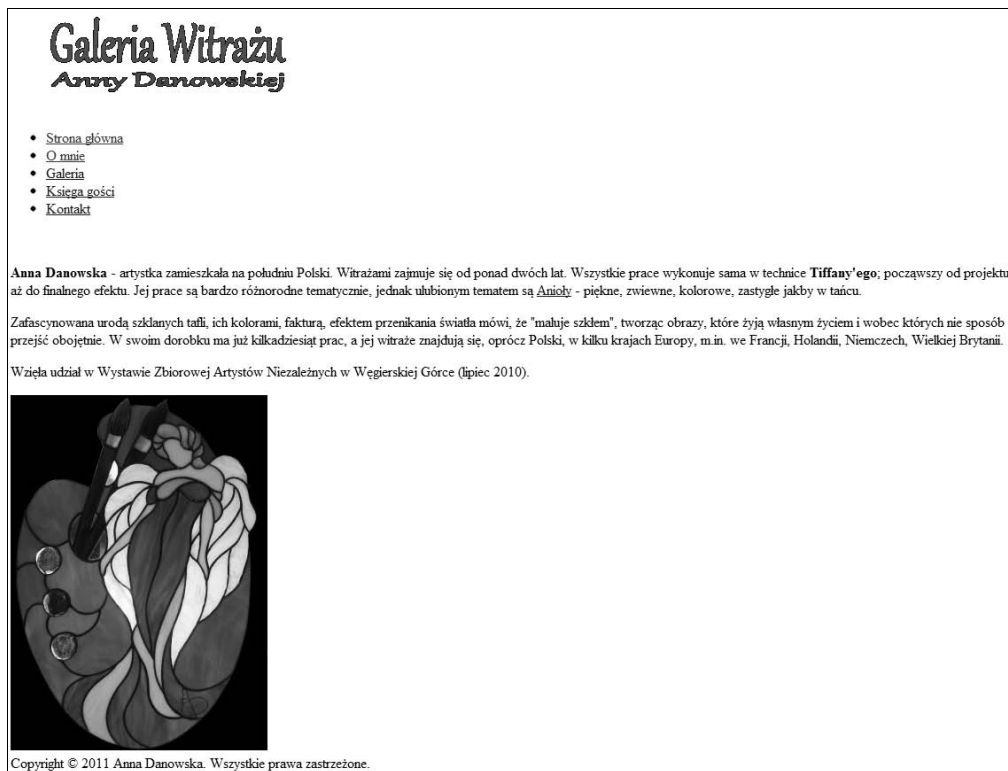 Galeria Witrażu
Anny Danowskiej
Strona główna
O mnie
Galeria
Księga gości
Kontakt
Anna Danowska - artystka zamieszkała na południu Polski. Witrażami zajmuje się od ponad dwóch lat. Wszystkie prace wykonuje sama w technice Tiffany'ego; począwszy od projektu
aż do finalnego efektu. Jej prace są bardzo różnorodne tematycznie, jednak ulubionym tematem są Anioły - piękne, zwiewne, kolorowe, zastygłe jakby w tańcu.
Zafascynowana urodą szklanych tafli, ich kolorami, fakturą, efektem przenikania światła mówi, że "maluje szkłem", tworząc obrazy, które żyją własnym życiem i wobec których nie sposób
przejść obojętnie. W swoim dorobku ma już kilkadziesiąt prac, a jej witraże znajdują się, oprócz Polski, w kilku krajach Europy, m.in. we Francji, Holandii, Niemczech, Wielkiej Brytanii.
Wzięła udział w Wystawie Zbiorowej Artystów Niezależnych w Węgierskiej Górce (lipiec 2010).
Copyright © 2011 Anna Danowska. Wszystkie prawa zastrzeżone.